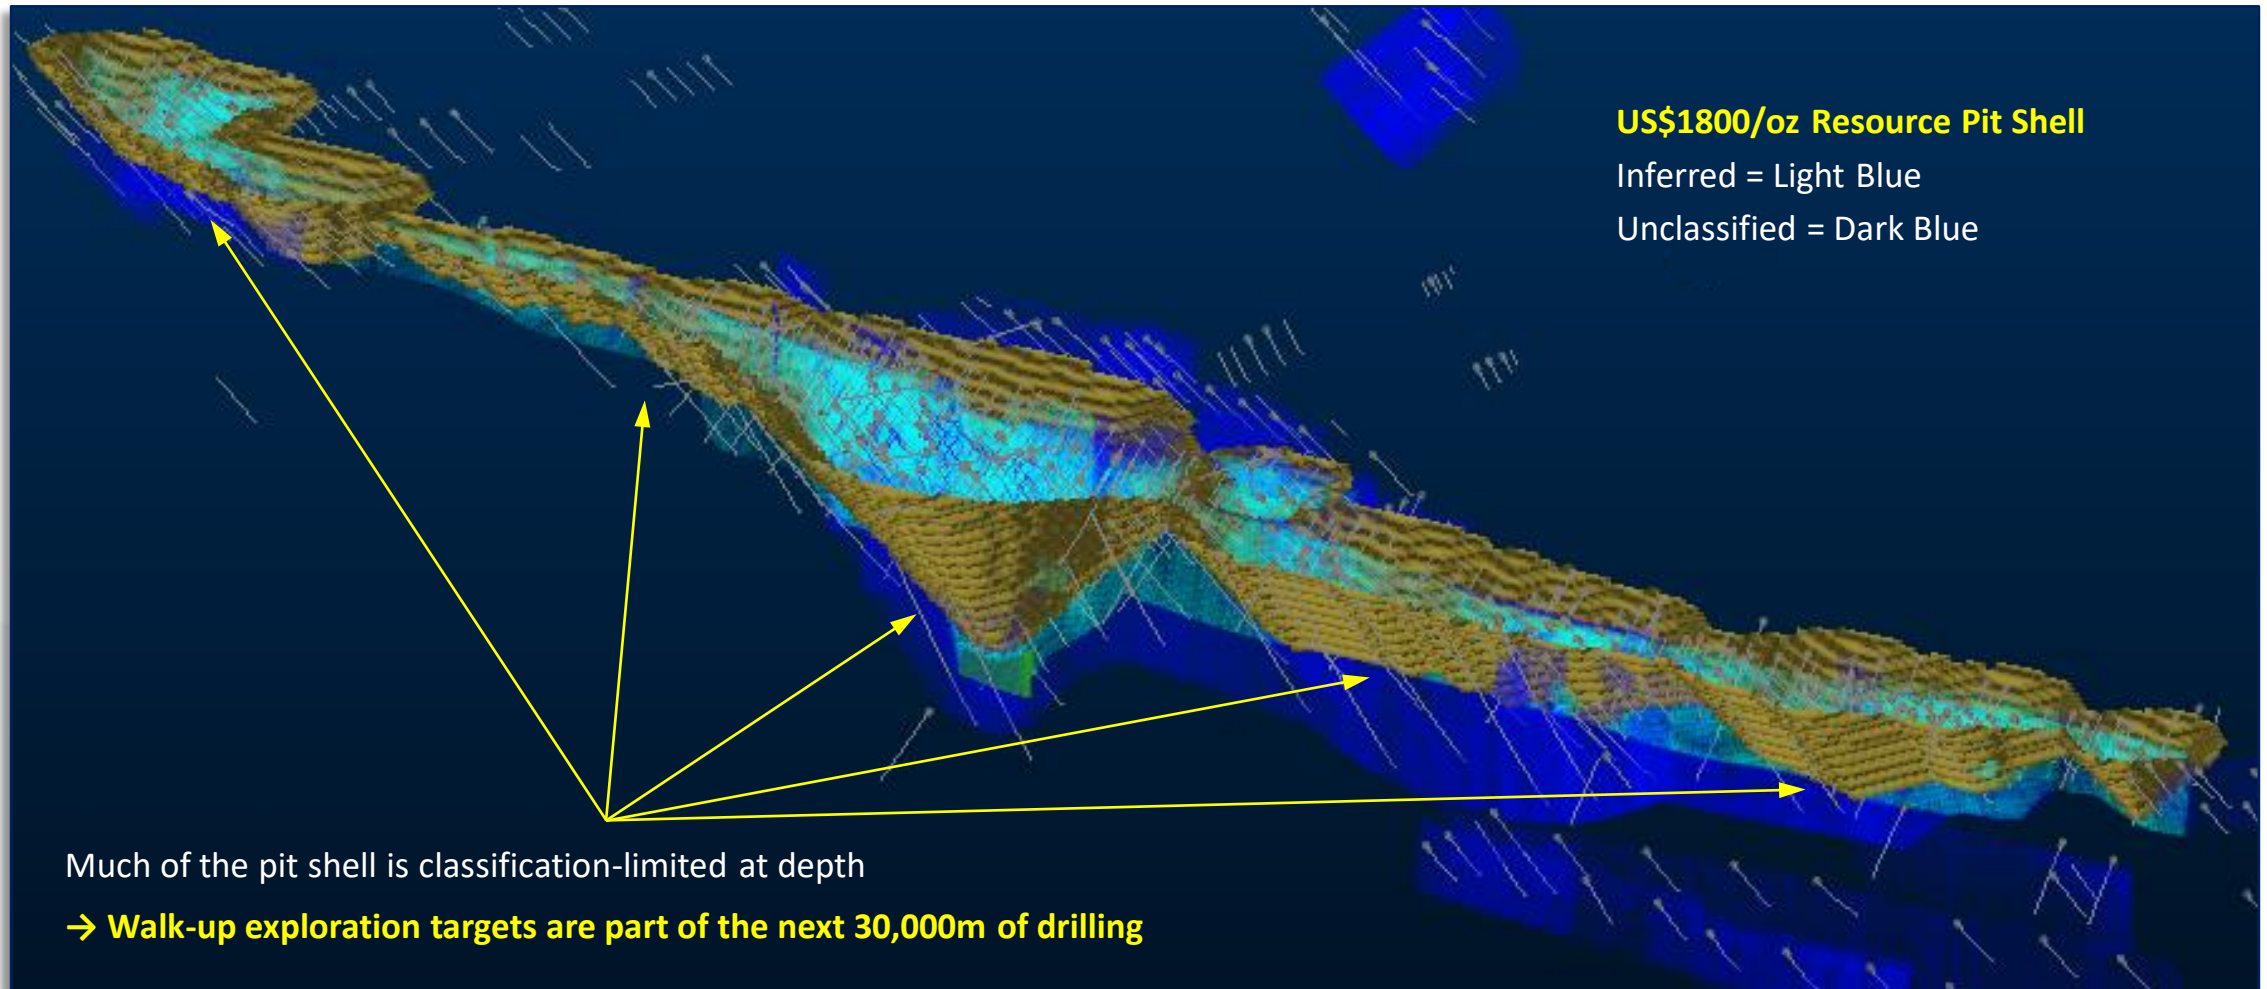 US$1800/oz Resource Pit Shell
Inferred = Light Blue
Unclassified = Dark Blue
Much of the pit shell is classification-limited at depth
→ Walk-up exploration targets are part of the next 30,000m of drilling